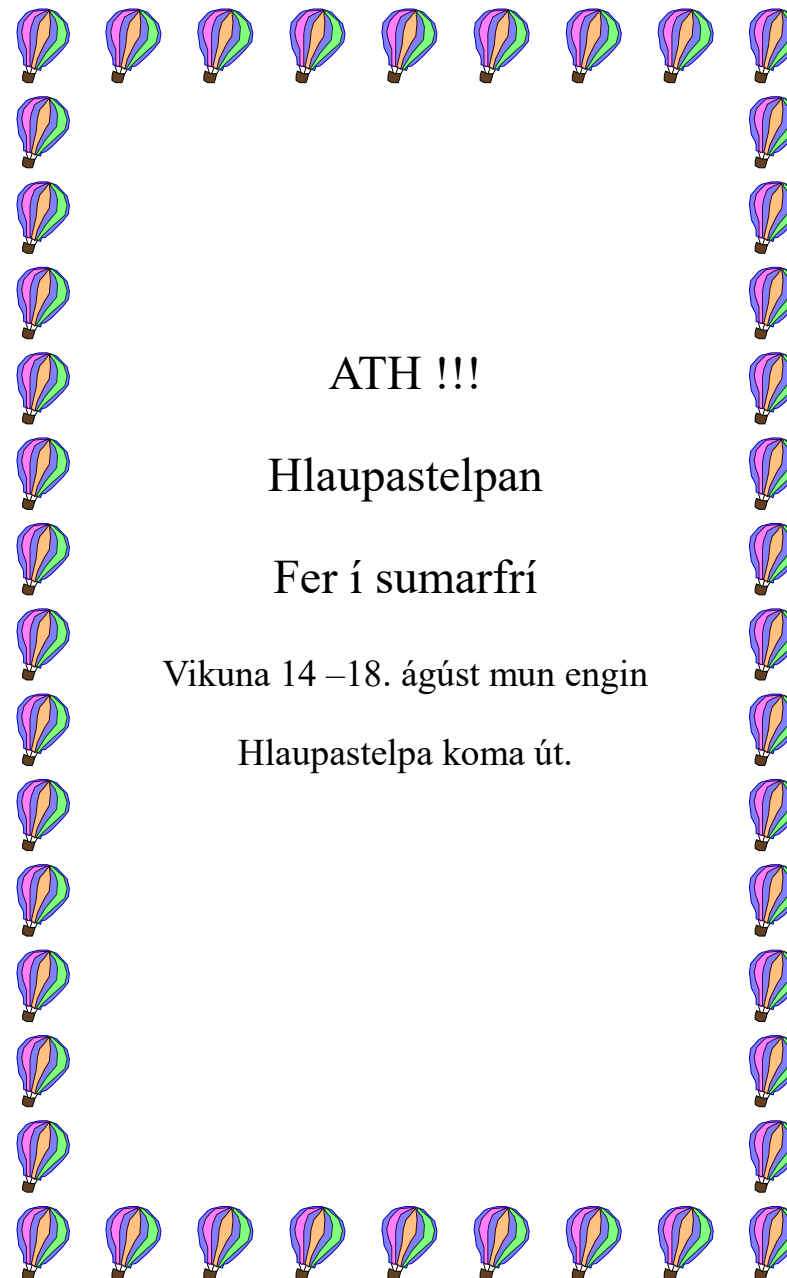 ATH !!!
Hlaupastelpan
Fer í sumarfrí
Vikuna 14 –18. ágúst mun engin
Hlaupastelpa koma út.